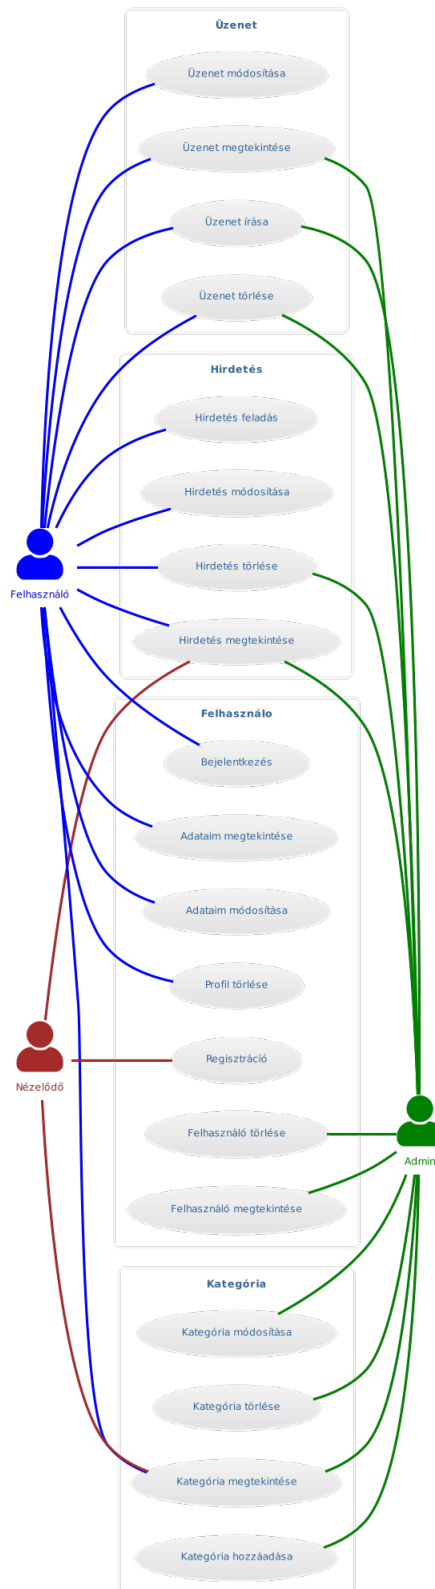 Üzenet
Üzenet módosítása
Üzenet megtekintése
Üzenet írása
Üzenet törlése
Hirdetés
Hirdetés feladás
Hirdetés módosítása
Hirdetés törlése
Felhasználó
Hirdetés megtekintése
Felhasználo
Bejelentkezés
Adataim megtekintése
Adataim módosítása
Profil törlése
Regisztráció
Nézelődő
Felhasználó törlése
Admin
Felhasználó megtekintése
Kategória
Kategória módosítása
Kategória törlése
Kategória megtekintése
Kategória hozzáadása